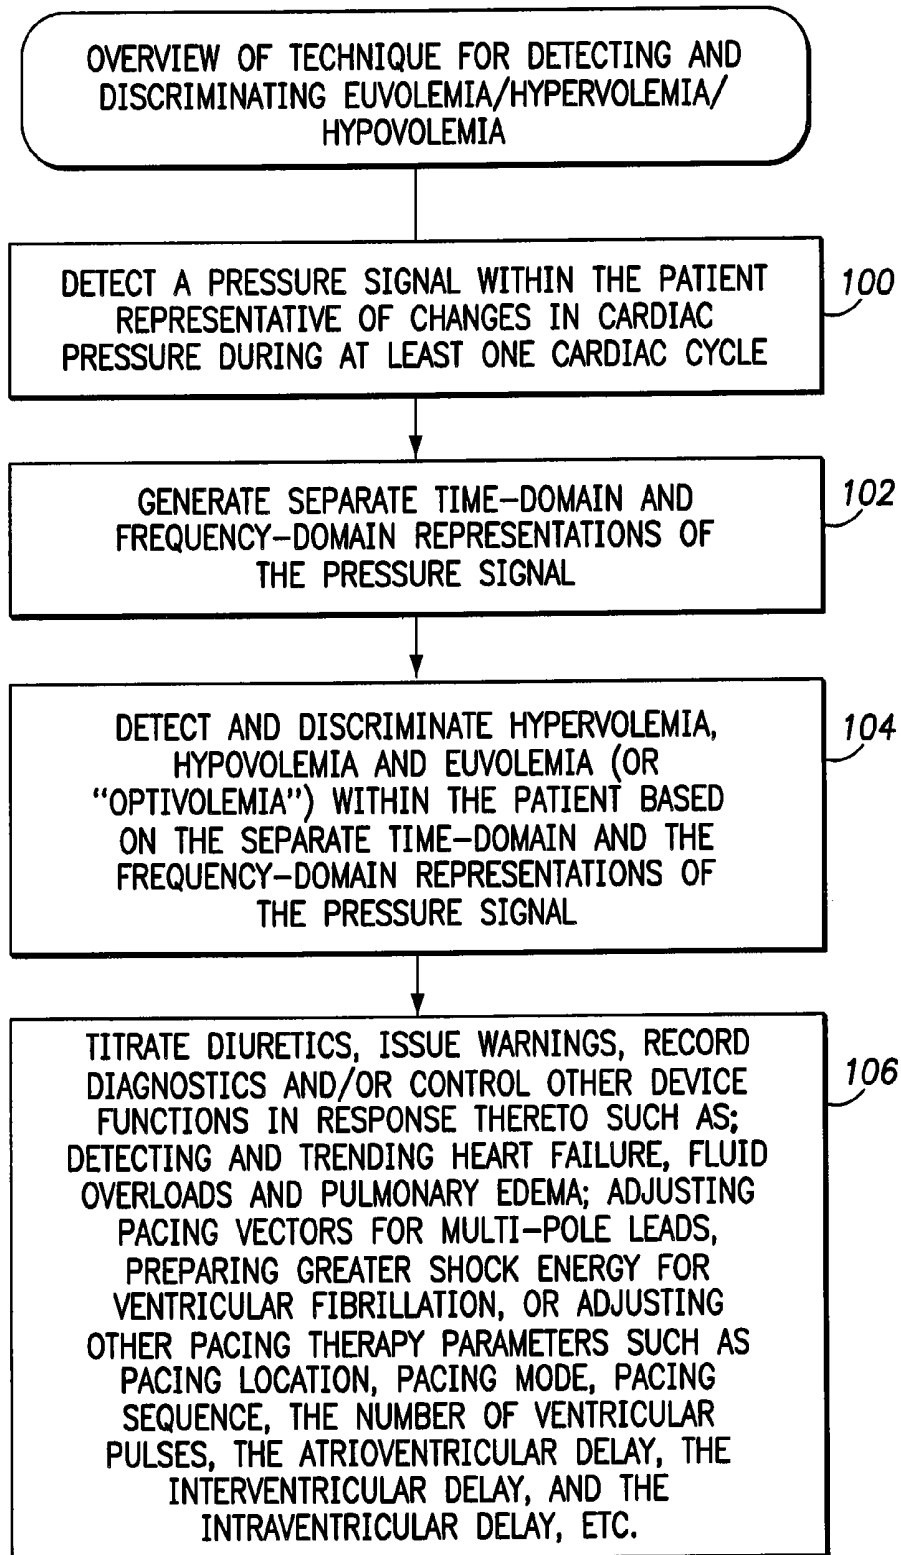 OVERVIEW OF TECHNIQUE FOR DETECTING AND
DISCRIMINATING EUVOLEMIA/HYPERVOLEMIA/
HYPOVOLEMIA
DETECT A PRESSURE SIGNAL WITHIN THE PATIENT
REPRESENTATIVE OF CHANGES IN CARDIAC
PRESSURE DURING AT LEAST ONE CARDIAC CYCLE
100
GENERATE SEPARATE TIME-DOMAIN AND
FREQUENCY-DOMAIN REPRESENTATIONS OF
THE PRESSURE SIGNAL
102
DETECT AND DISCRIMINATE HYPERVOLEMIA,
HYPOVOLEMIA AND EUVOLEMIA (OR
"OPTIVOLEMIA") WITHIN THE PATIENT BASED
ON THE SEPARATE TIME-DOMAIN AND THE
FREQUENCY-DOMAIN REPRESENTATIONS OF
THE PRESSURE SIGNAL
104
TITRATE DIURETICS, ISSUE WARNINGS, RECORD
DIAGNOSTICS AND/OR CONTROL OTHER DEVICE
FUNCTIONS IN RESPONSE THERETO SUCH AS;
DETECTING AND TRENDING HEART FAILURE, FLUID
OVERLOADS AND PULMONARY EDEMA; ADJUSTING
PACING VECTORS FOR MULTI-POLE LEADS,
PREPARING GREATER SHOCK ENERGY FOR
VENTRICULAR FIBRILLATION, OR ADJUSTING
OTHER PACING THERAPY PARAMETERS SUCH AS
PACING LOCATION, PACING MODE, PACING
SEQUENCE, THE NUMBER OF VENTRICULAR
PULSES, THE ATRIOVENTRICULAR DELAY, THE
INTERVENTRICULAR DELAY, AND THE
INTRAVENTRICULAR DELAY, ETC.
106